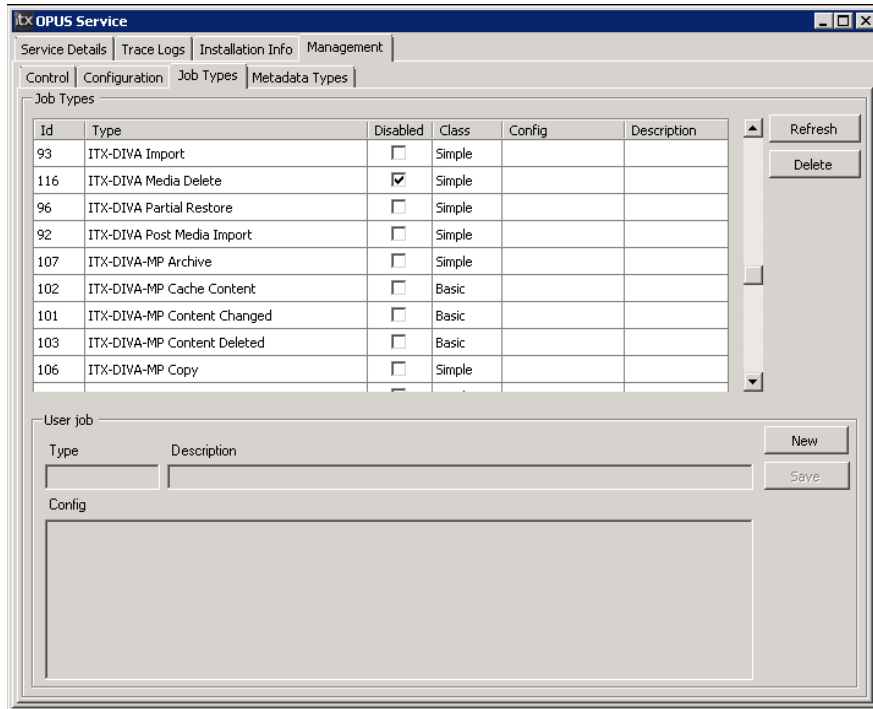 itx OPUS Service
Service Details Trace Logs Installation Info Management
Control Configuration Job Types Metadata Types
Job Types
Id Type Disabled Class Config Description Refresh
93 ITX-DIVA Import Simple
Delete
116 ITX-DIVA Media Delete Simple
96 ITX-DIVA Partial Restore Simple
92 ITX-DIVA Post Media Import Simple
107 ITX-DIVA-MP Archive Simple
102 ITX-DIVA-MP Cache Content Basic
101 ITX-DIVA-MP Content Changed Basic
103 ITX-DIVA-MP Content Deleted Basic
106 ITX-DIVA-MP Copy Simple
User job
New
Type Description
Save
Config